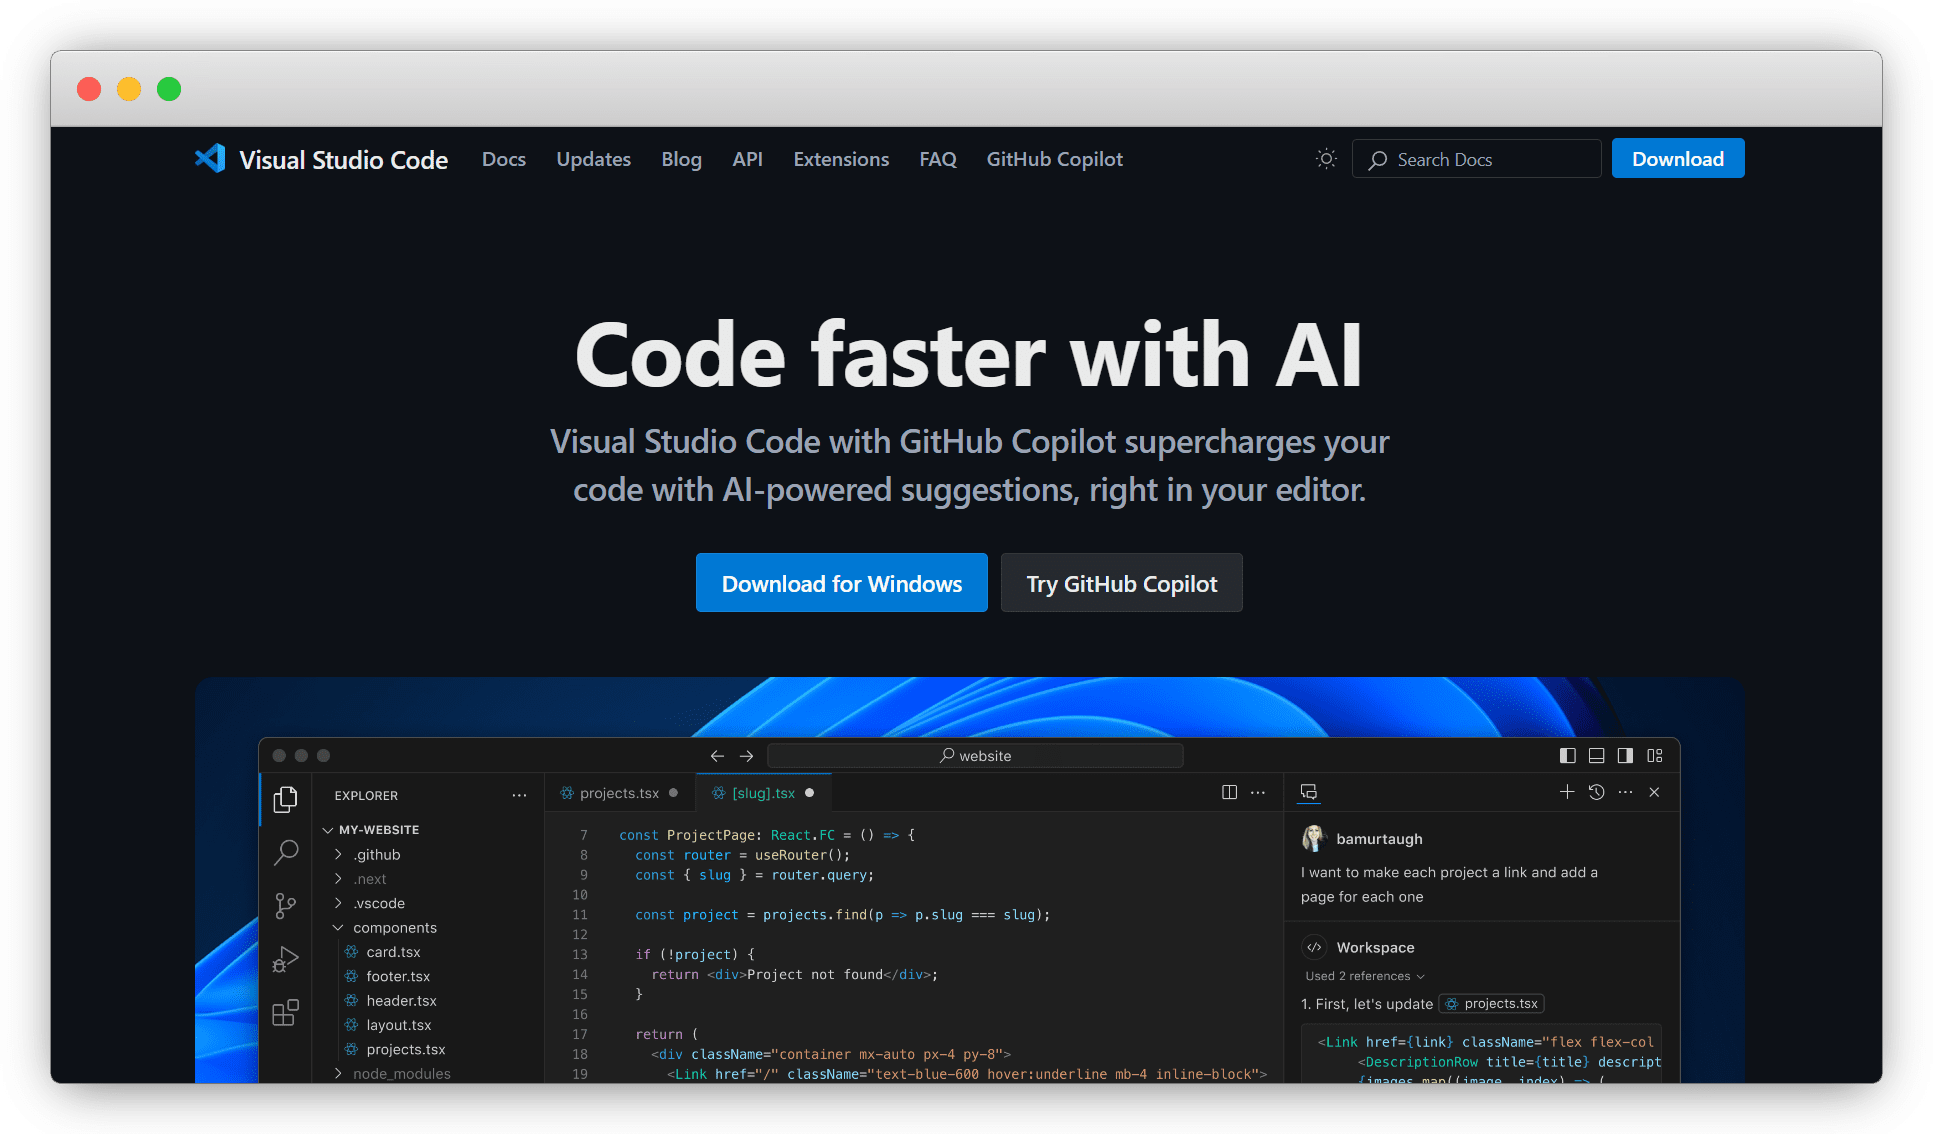 Visual Studio Code Docs Updates Blog API Extensions FAQ GitHub Copilot Search Docs Download
Code faster with AI
Visual Studio Code with GitHub Copilot supercharges your
code with AI-powered suggestions, right in your editor.
Download for Windows Try GitHub Copilot
website
EXPLORER
MY-WEBSITE
.github
.next
.vscode
components
card.tsx
footer.tsx
header.tsx
layout.tsx
projects.tsx
node_modules
projects.tsx [slug].tsx
7 const ProjectPage: React.FC = () => {
8 const router = useRouter();
9 const { slug } = router.query;
10
11 const project = projects.find(p => p.slug === slug);
12
13 if (!project) {
14 return <div>Project not found</div>;
15 }
16
17 return (
18 <div className="container mx-auto px-4 py-8">
19 <Link href="/" className="text-blue-600 hover:underline mb-4 inline-block">
bamurtaugh
I want to make each project a link and add a
page for each one
Workspace
Used 2 references
1. First, let's update projects.tsx
<Link href={link} className="flex flex-col
<DescriptionRow title={title} descript
{images.map((image, index) => (